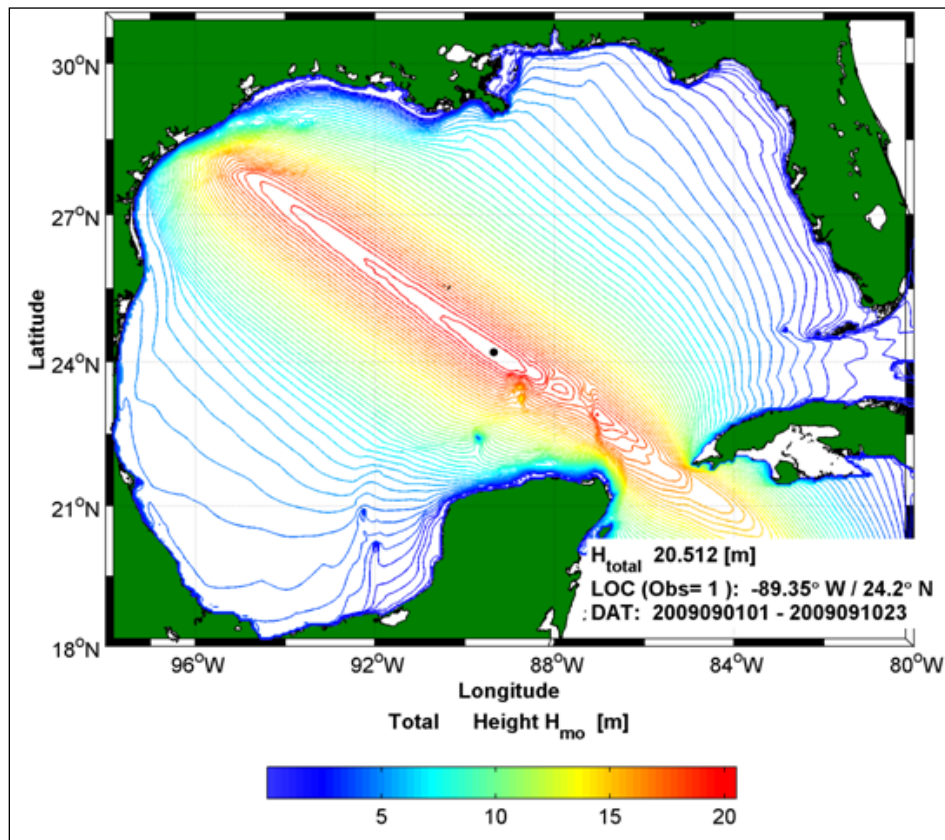 30°N
27°N
24°N
21°N
18°N
Latitude
96°W 92°W 88°W 84°W 80°W
Longitude
H_total 20.512 [m]
LOC (Obs= 1 ): -89.35° W / 24.2° N
DAT: 2009090101 - 2009091023
Total Height H_mo [m]
5 10 15 20